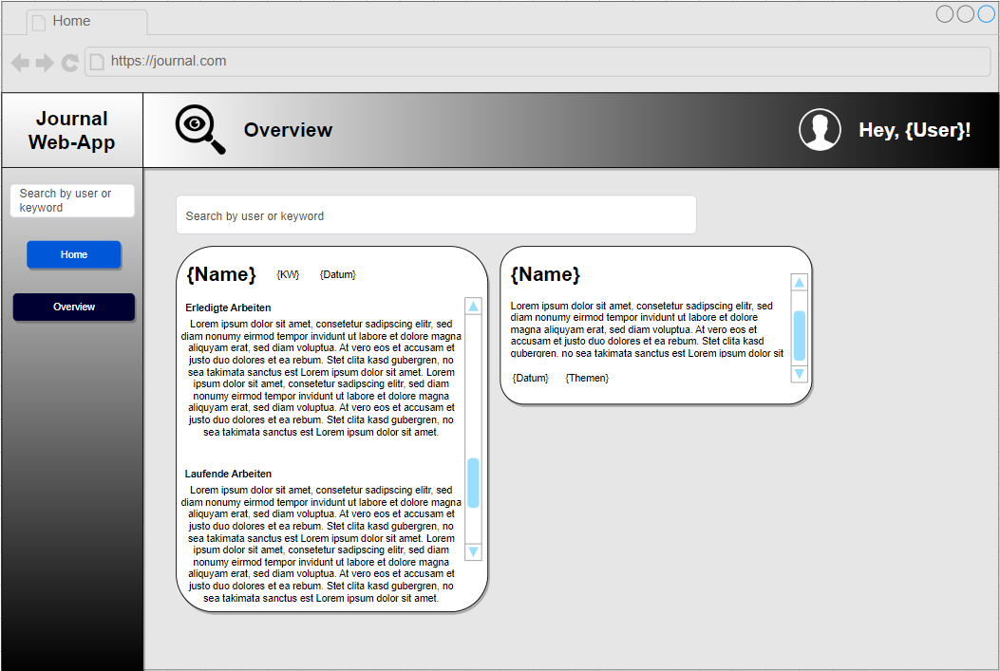 Home
https://journal.com
Journal
Web-App
Overview
Hey, {User}!
Search by user or
keyword
Home
Overview
Search by user or keyword
{Name} {KW} {Datum}
Erledigte Arbeiten
Lorem ipsum dolor sit amet, consetetur sadipscing elitr, sed
diam nonumy eirmod tempor invidunt ut labore et dolore magna
aliquyam erat, sed diam voluptua. At vero eos et accusam et
justo duo dolores et ea rebum. Stet clita kasd gubergren, no
sea takimata sanctus est Lorem ipsum dolor sit amet. Lorem
ipsum dolor sit amet, consetetur sadipscing elitr, sed diam
nonumy eirmod tempor invidunt ut labore et dolore magna
aliquyam erat, sed diam voluptua. At vero eos et accusam et
justo duo dolores et ea rebum. Stet clita kasd gubergren, no
sea takimata sanctus est Lorem ipsum dolor sit amet.
Laufende Arbeiten
Lorem ipsum dolor sit amet, consetetur sadipscing elitr, sed
diam nonumy eirmod tempor invidunt ut labore et dolore magna
aliquyam erat, sed diam voluptua. At vero eos et accusam et
justo duo dolores et ea rebum. Stet clita kasd gubergren, no
sea takimata sanctus est Lorem ipsum dolor sit amet. Lorem
ipsum dolor sit amet, consetetur sadipscing elitr, sed diam
nonumy eirmod tempor invidunt ut labore et dolore magna
aliquyam erat, sed diam voluptua. At vero eos et accusam et
justo duo dolores et ea rebum. Stet clita kasd gubergren, no
sea takimata sanctus est Lorem ipsum dolor sit amet.
{Name}
Lorem ipsum dolor sit amet, consetetur sadipscing elitr, sed
diam nonumy eirmod tempor invidunt ut labore et dolore
magna aliquyam erat, sed diam voluptua. At vero eos et
accusam et justo duo dolores et ea rebum. Stet clita kasd
gubergren, no sea takimata sanctus est Lorem ipsum dolor sit
{Datum} {Themen}